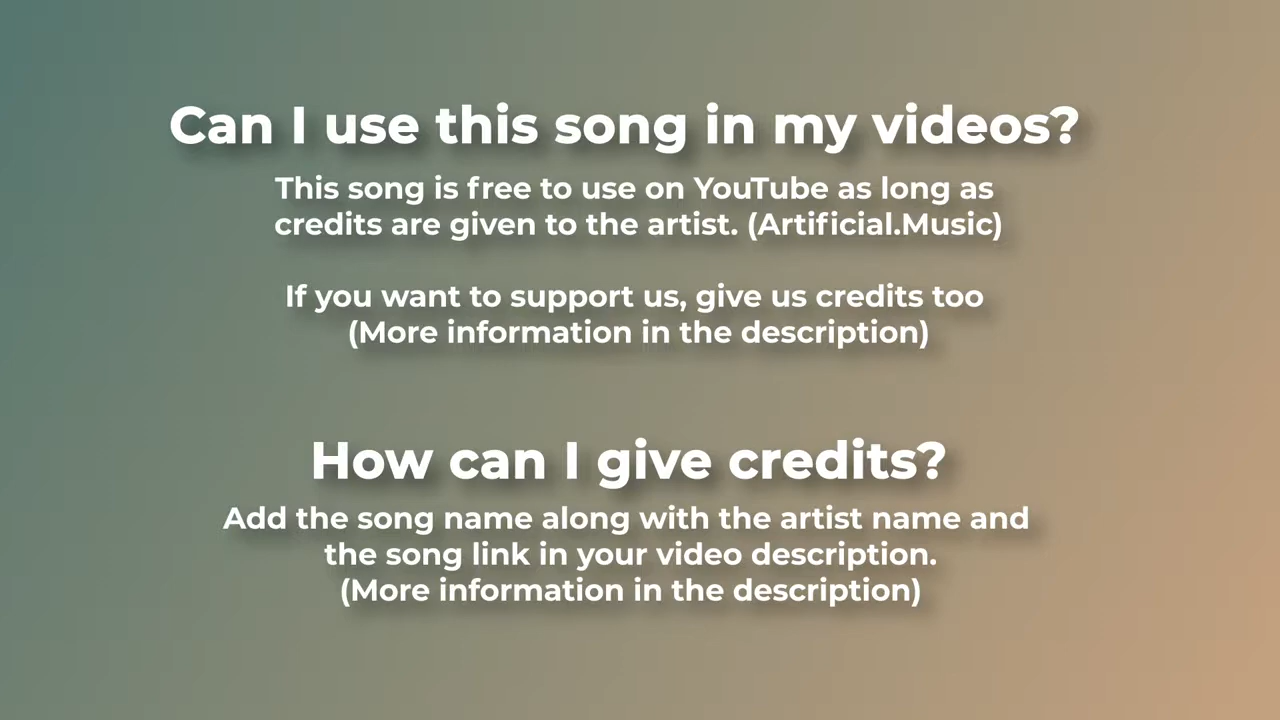 Can I use this song in my videos?
This song is free to use on YouTube as long as
credits are given to the artist. (Artificial.Music)
If you want to support us, give us credits too
(More information in the description)
How can I give credits?
Add the song name along with the artist name and
the song link in your video description.
(More information in the description)